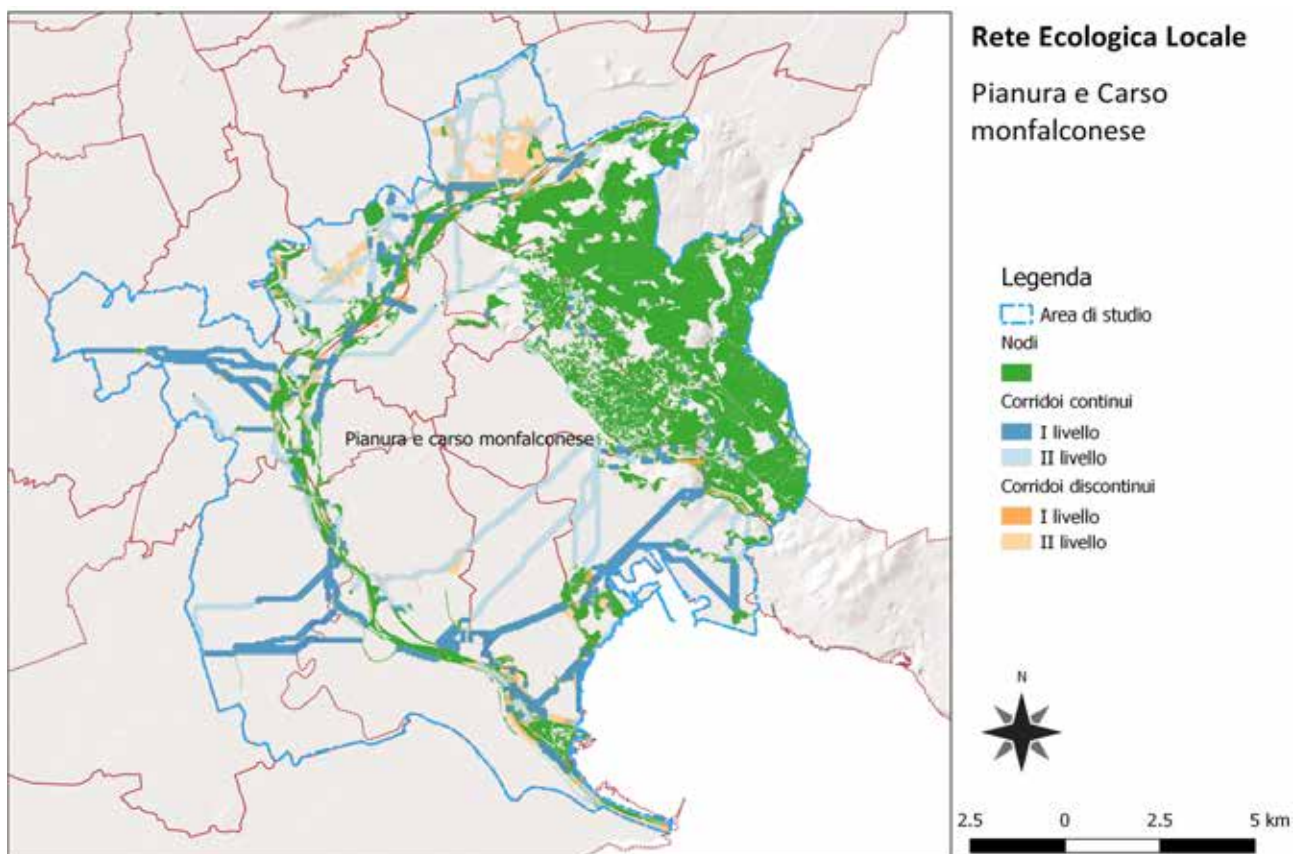 Rete Ecologica Locale
Pianura e Carso
monfalconese
Pianura e carso monfalconese
Legenda
Area di studio
Nodi
Corridoi continui
I livello
II livello
Corridoi discontinui
I livello
II livello
N
2.5 0 2.5 5 km